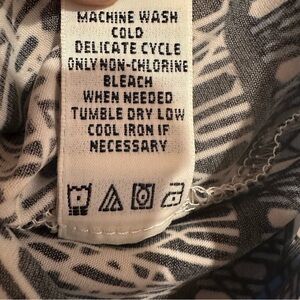 MACHINE WASH
COLD
DELICATE CYCLE
ONLY NON-CHLORINE
BLEACH
WHEN NEEDED
TUMBLE DRY LOW
COOL IRON IF
NECESSARY